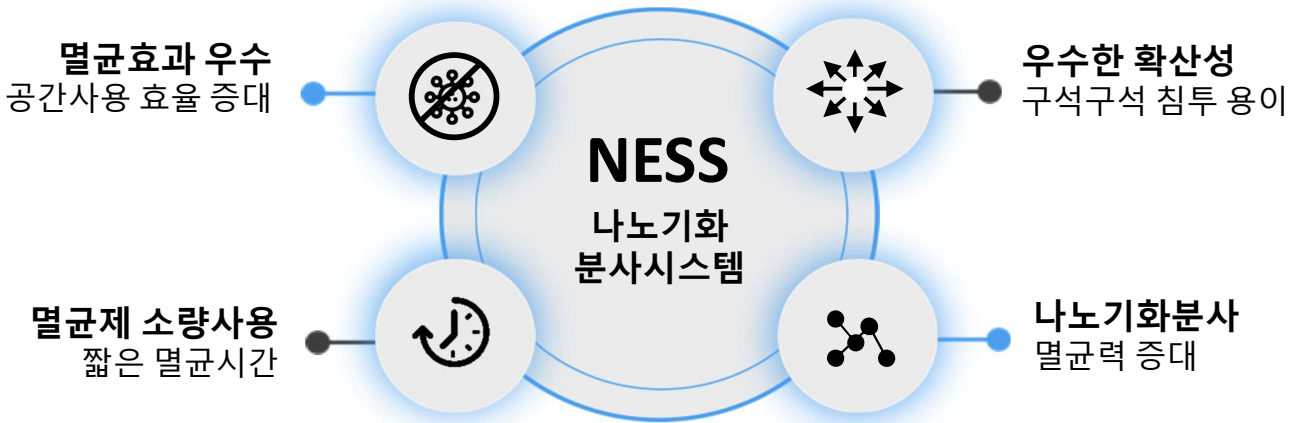 멸균효과 우수
공간사용 효율 증대
우수한 확산성
구석구석 침투 용이
NESS
나노기화
분사시스템
멸균제 소량사용
짧은 멸균시간
나노기화분사
멸균력 증대